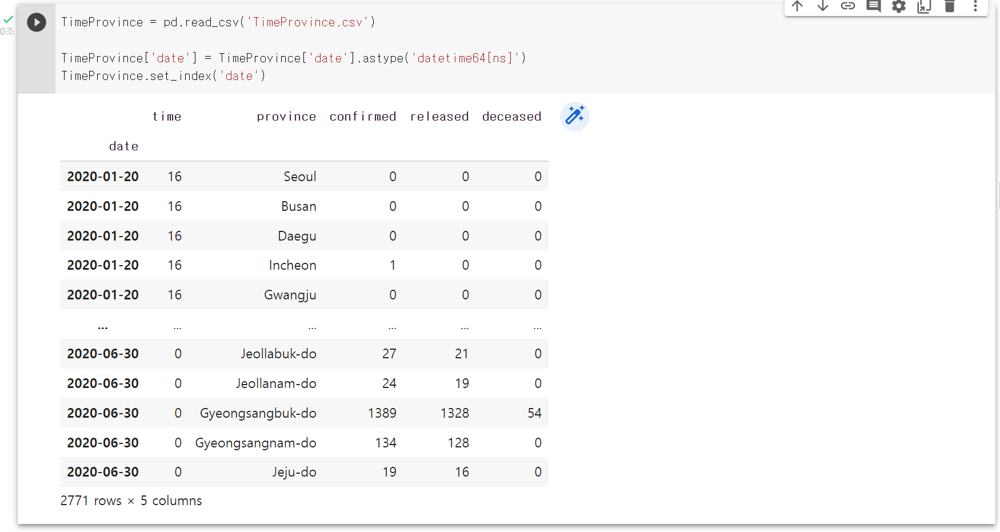 TimeProvince = pd.read_csv('TimeProvince.csv')
0초
TimeProvince['date'] = TimeProvince['date'].astype('datetime64[ns]')
TimeProvince.set_index('date')
time province confirmed released deceased
date
2020-01-20 16 Seoul 0 0 0
2020-01-20 16 Busan 0 0 0
2020-01-20 16 Daegu 0 0 0
2020-01-20 16 Incheon 1 0 0
2020-01-20 16 Gwangju 0 0 0
... ... ... ... ... ...
2020-06-30 0 Jeollabuk-do 27 21 0
2020-06-30 0 Jeollanam-do 24 19 0
2020-06-30 0 Gyeongsangbuk-do 1389 1328 54
2020-06-30 0 Gyeongsangnam-do 134 128 0
2020-06-30 0 Jeju-do 19 16 0
2771 rows × 5 columns